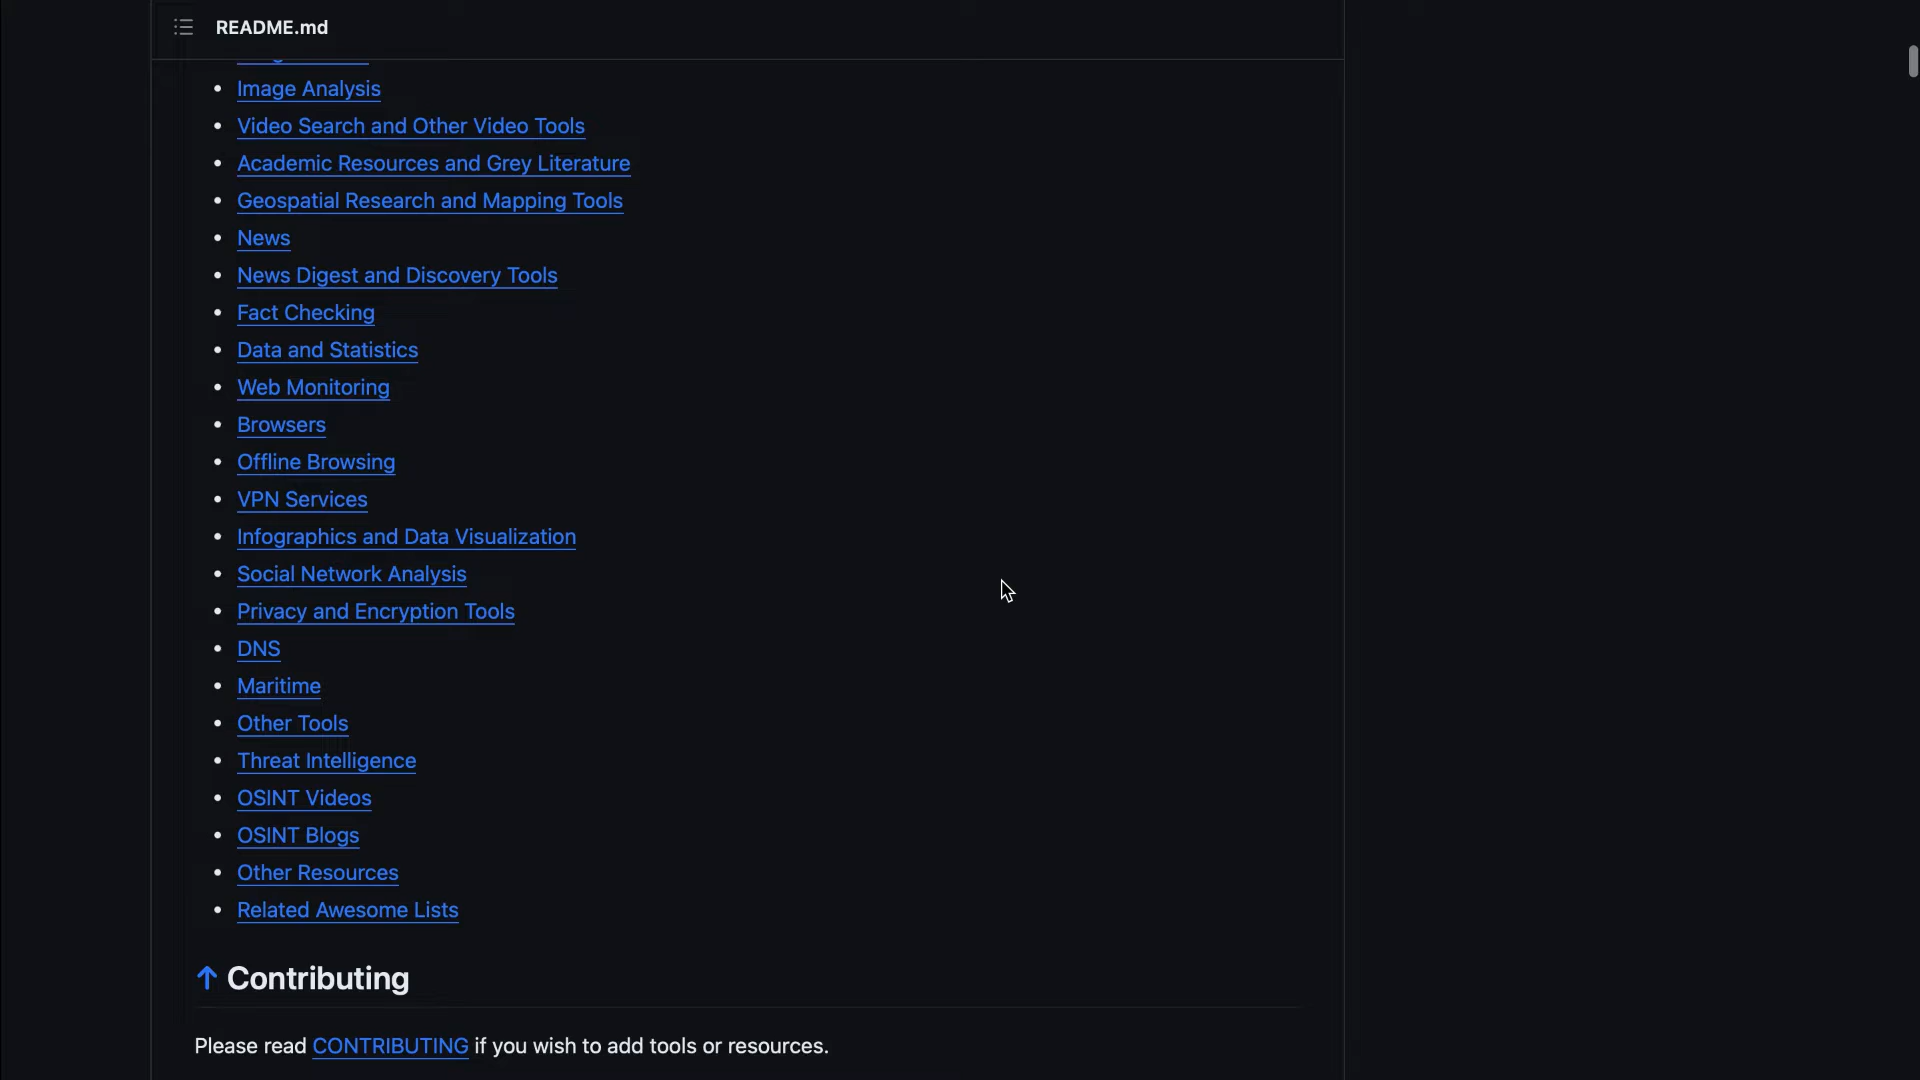 README.md
Image Analysis
Video Search and Other Video Tools
Academic Resources and Grey Literature
Geospatial Research and Mapping Tools
News
News Digest and Discovery Tools
Fact Checking
Data and Statistics
Web Monitoring
Browsers
Offline Browsing
VPN Services
Infographics and Data Visualization
Social Network Analysis
Privacy and Encryption Tools
DNS
Maritime
Other Tools
Threat Intelligence
OSINT Videos
OSINT Blogs
Other Resources
Related Awesome Lists
↑ Contributing
Please read CONTRIBUTING if you wish to add tools or resources.